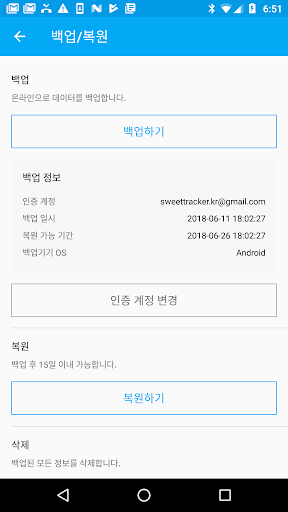 6:51
백업/복원
백업
온라인으로 데이터를 백업합니다.
백업하기
백업 정보
인증 계정 sweettracker.kr@gmail.com
백업 일시 2018-06-11 18:02:27
복원 가능 기간 2018-06-26 18:02:27
백업기기 OS Android
인증 계정 변경
복원
백업 후 15일 이내 가능합니다.
복원하기
삭제
백업된 모든 정보를 삭제합니다.